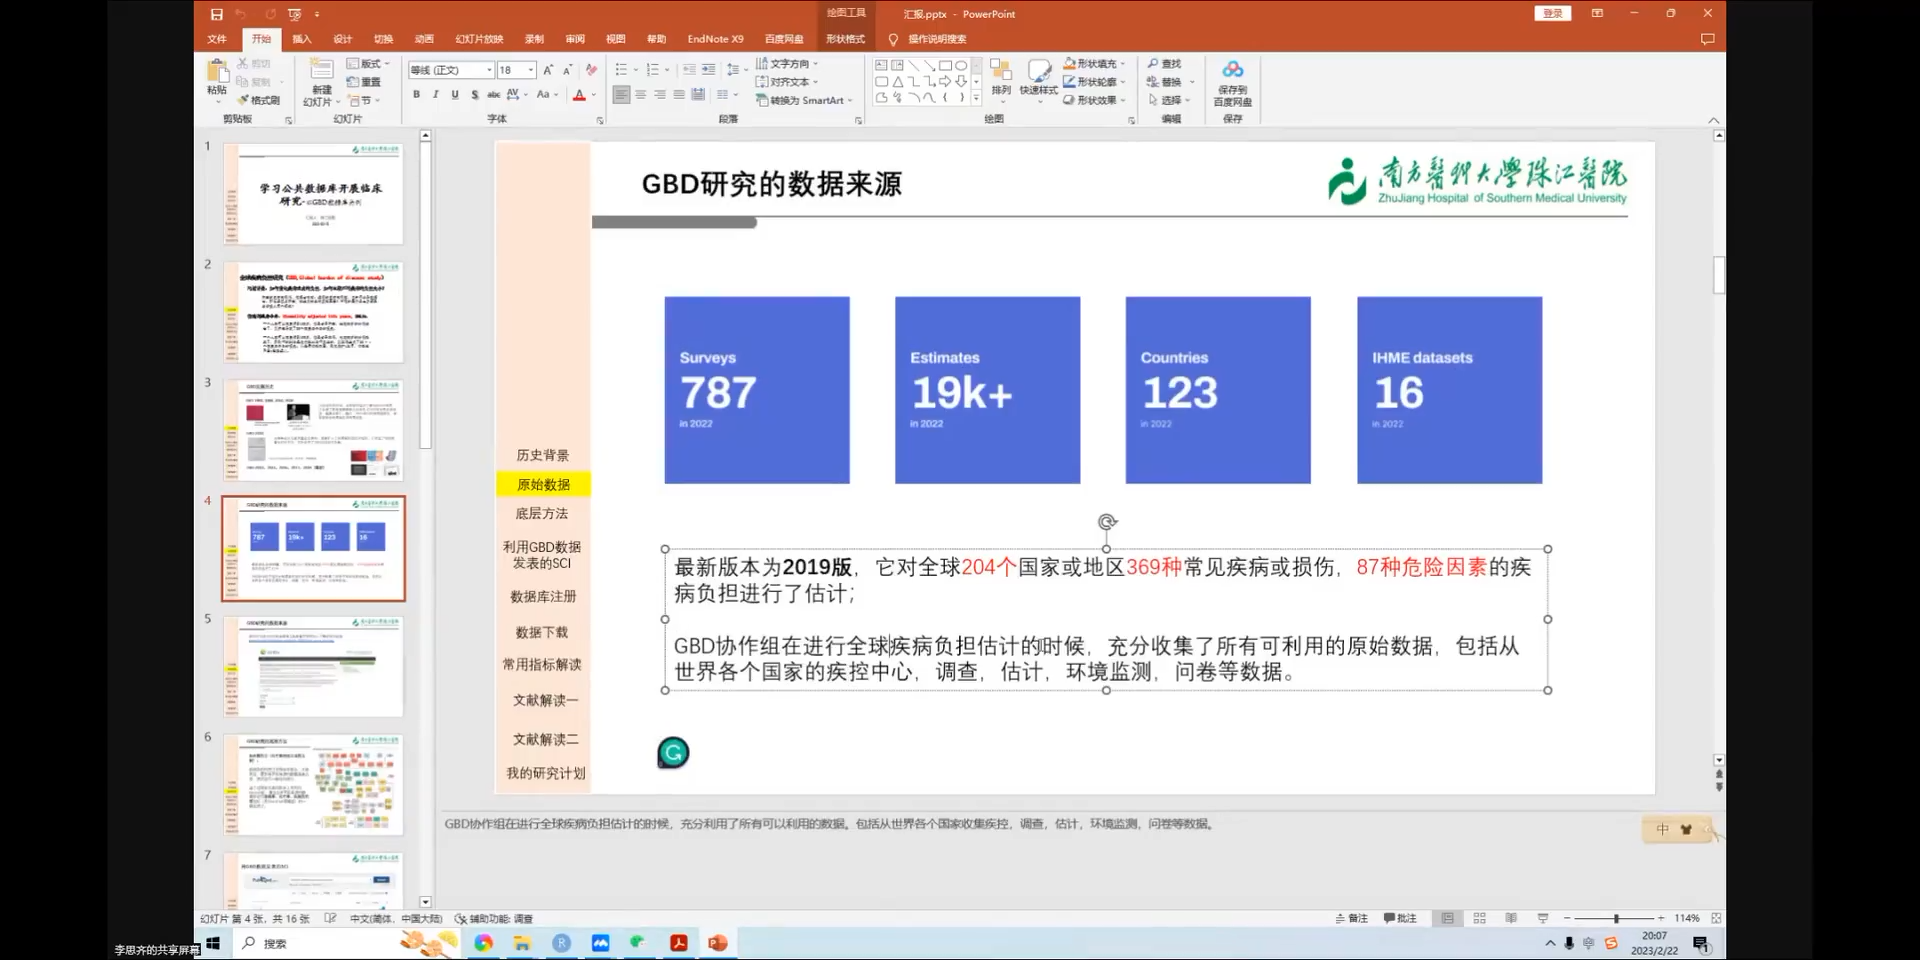 绘图工具
汇报.pptx - PowerPoint
登录
文件
开始
插入
设计
切换
动画
幻灯片放映
录制
审阅
视图
帮助
EndNote X9
百度网盘
形状格式
操作说明搜索
粘贴
剪切
复制
格式刷
剪贴板
新建
幻灯片
版式
重置
节
幻灯片
等线 (正文)
18
字体
文字方向
对齐文本
转换为 SmartArt
段落
排列
快速样式
形状填充
形状轮廓
形状效果
绘图
查找
替换
选择
编辑
保存到
百度网盘
保存
1
学习公共数据库开展临床
2
3
4
5
6
7
GBD研究的数据来源
南方醫科大學珠江醫院
ZhuJiang Hospital of Southern Medical University
Surveys
787
in 2022
Estimates
19k+
in 2022
Countries
123
in 2022
IHME datasets
16
in 2022
历史背景
原始数据
底层方法
利用GBD数据
发表的SCI
数据库注册
数据下载
常用指标解读
文献解读一
文献解读二
我的研究计划
最新版本为2019版，它对全球204个国家或地区369种常见疾病或损伤，87种危险因素的疾
病负担进行了估计；
GBD协作组在进行全球疾病负担估计的时候，充分收集了所有可利用的原始数据，包括从
世界各个国家的疾控中心，调查，估计，环境监测，问卷等数据。
GBD协作组在进行全球疾病负担估计的时候，充分利用了所有可以利用的数据。包括从世界各个国家收集疾控，调查，估计，环境监测，问卷等数据。
中
幻灯片 第 4 张，共 16 张
中文(简体，中国大陆)
辅助功能: 调查
备注
批注
114%
李思齐的共享屏幕
搜索
20:07
2023/2/22